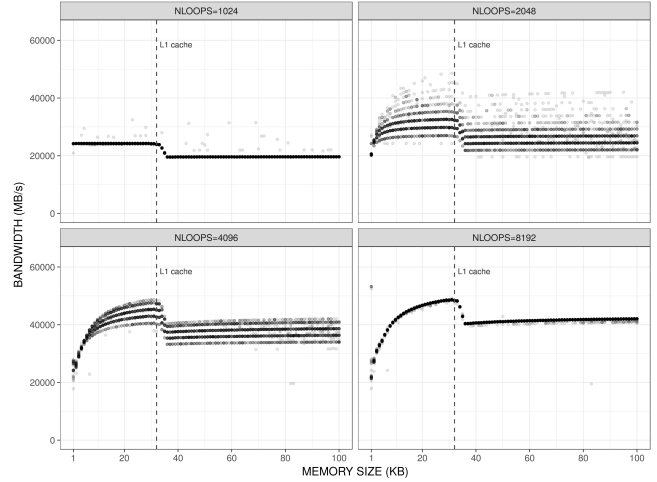 NLOOPS=1024
NLOOPS=2048
60000
40000
20000
0
L1 cache
L1 cache
NLOOPS=4096
NLOOPS=8192
60000
40000
20000
0
L1 cache
L1 cache
1 20 40 60 80 100
1 20 40 60 80 100
BANDWIDTH (MB/s)
MEMORY SIZE (KB)